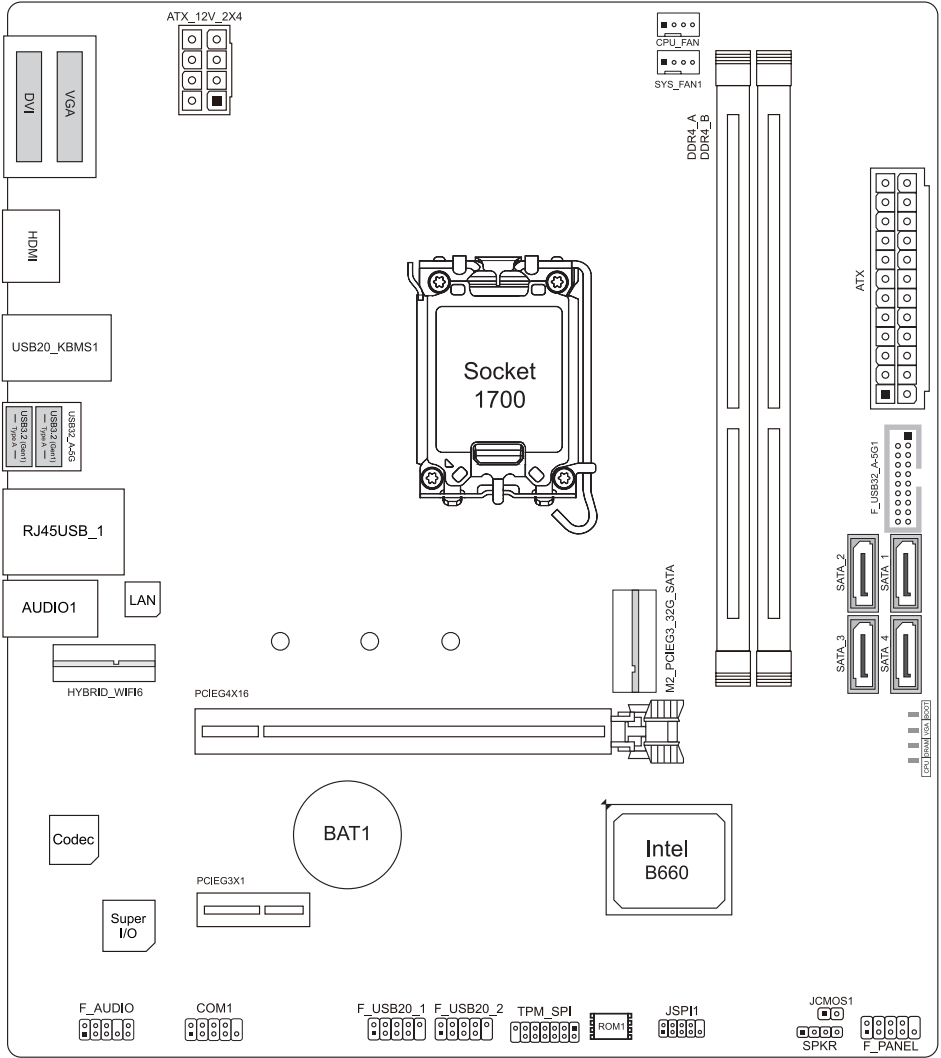 ATX_12V_2X4
CPU_FAN
SYS_FAN1
DVI
VGA
DDR4_A
DDR4_B
HDMI
ATX
USB20_KBMS1
Socket
1700
USB3.2 (Gen1)
Type A
USB3.2 (Gen1)
Type A
USB32_A-5G
F_USB32_A-5G1
RJ45USB_1
SATA_2
SATA_1
AUDIO1
LAN
M2_PCIEG3_32G_SATA
SATA_3
SATA_4
HYBRID_WIFI6
PCIEG4X16
CPU
DRAM
VGA
BOOT
BAT1
Codec
Intel
B660
PCIEG3X1
Super
I/O
F_AUDIO
COM1
F_USB20_1
F_USB20_2
TPM_SPI
ROM1
JSPI1
JCMOS1
SPKR
F_PANEL